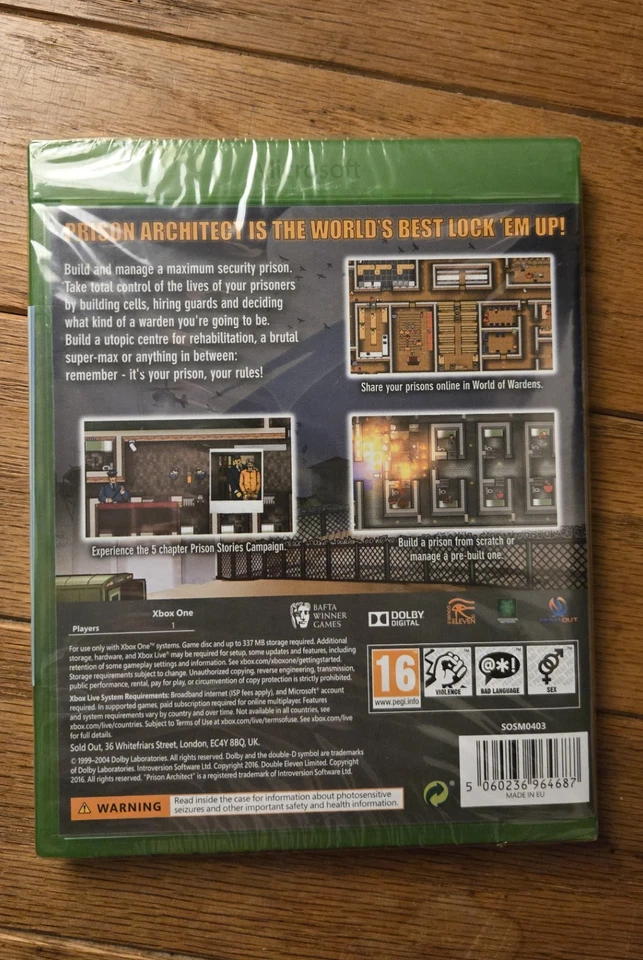 Microsoft
PRISON ARCHITECT IS THE WORLD'S BEST LOCK 'EM UP!
Build and manage a maximum security prison.
Take total control of the lives of your prisoners
by building cells, hiring guards and deciding
what kind of a warden you're going to be.
Build a utopic centre for rehabilitation, a brutal
super-max or anything in between:
remember - it's your prison, your rules!
Share your prisons online in World of Wardens.
Experience the 5 chapter Prison Stories Campaign.
Build a prison from scratch or
manage a pre-built one.
Xbox One
Players 1
BAFTA
WINNER
GAMES
DOLBY
DIGITAL
ELEVEN
For use only with Xbox One™ systems. Game disc and up to 337 MB storage required. Additional
storage, hardware, and Xbox Live™ may be required for setup, some updates and features, including
retention of some gameplay settings and information. See xbox.com/xboxone/gettingstarted.
Storage requirements subject to change. Unauthorized copying, reverse engineering, transmission,
public performance, rental, pay for play, or circumvention of copy protection is strictly prohibited.
Xbox Live System Requirements: Broadband internet (ISP fees apply), and Microsoft account
required. In supported games, paid subscription required for online multiplayer. Features
and system requirements vary by country and over time. Not available in all countries, see
xbox.com/live/countries. Subject to Terms of Use at xbox.com/live/termsofuse. See xbox.com/live
for full details.
Sold Out, 36 Whitefriars Street, London, EC4Y 8BQ, UK.
© 1999–2004 Dolby Laboratories. All rights reserved. Dolby and the double-D symbol are trademarks
of Dolby Laboratories. Introversion Software Ltd. Copyright 2016. Double Eleven Limited. Copyright
2016. All rights reserved. "Prison Architect" is a registered trademark of Introversion Software Ltd.
16
www.pegi.info
VIOLENCE
@*!
BAD LANGUAGE
SEX
SOSM0403
5 060236 964687
MADE IN EU
WARNING
Read inside the case for information about photosensitive
seizures and other important safety and health information.